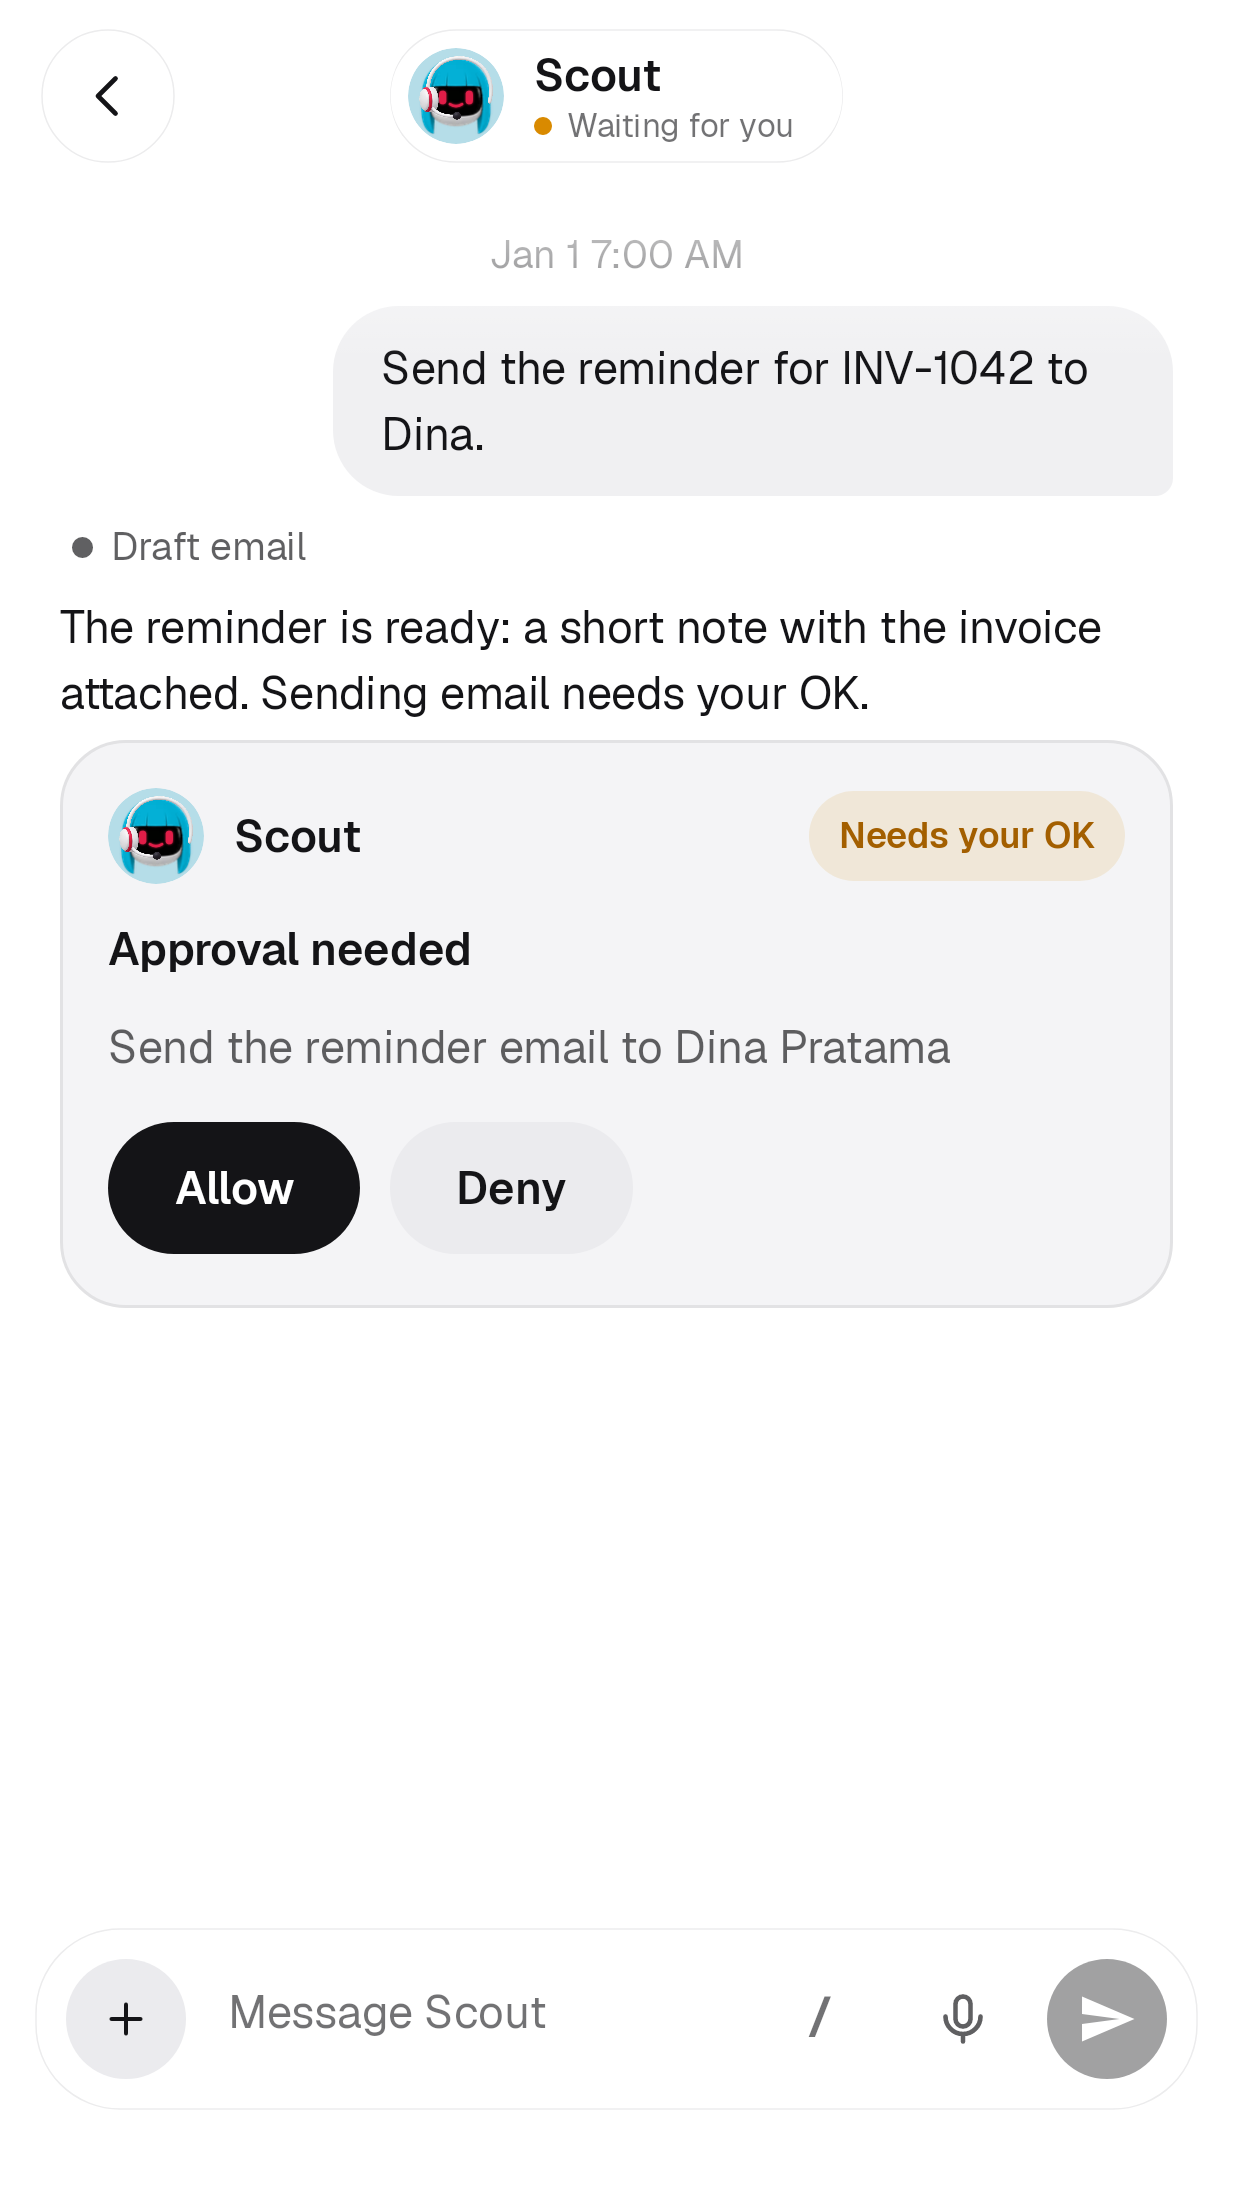 Scout
Waiting for you
Jan 1 7:00 AM
Send the reminder for INV-1042 to
Dina.
Draft email
The reminder is ready: a short note with the invoice
attached. Sending email needs your OK.
Scout
Needs your OK
Approval needed
Send the reminder email to Dina Pratama
Allow
Deny
Message Scout
/